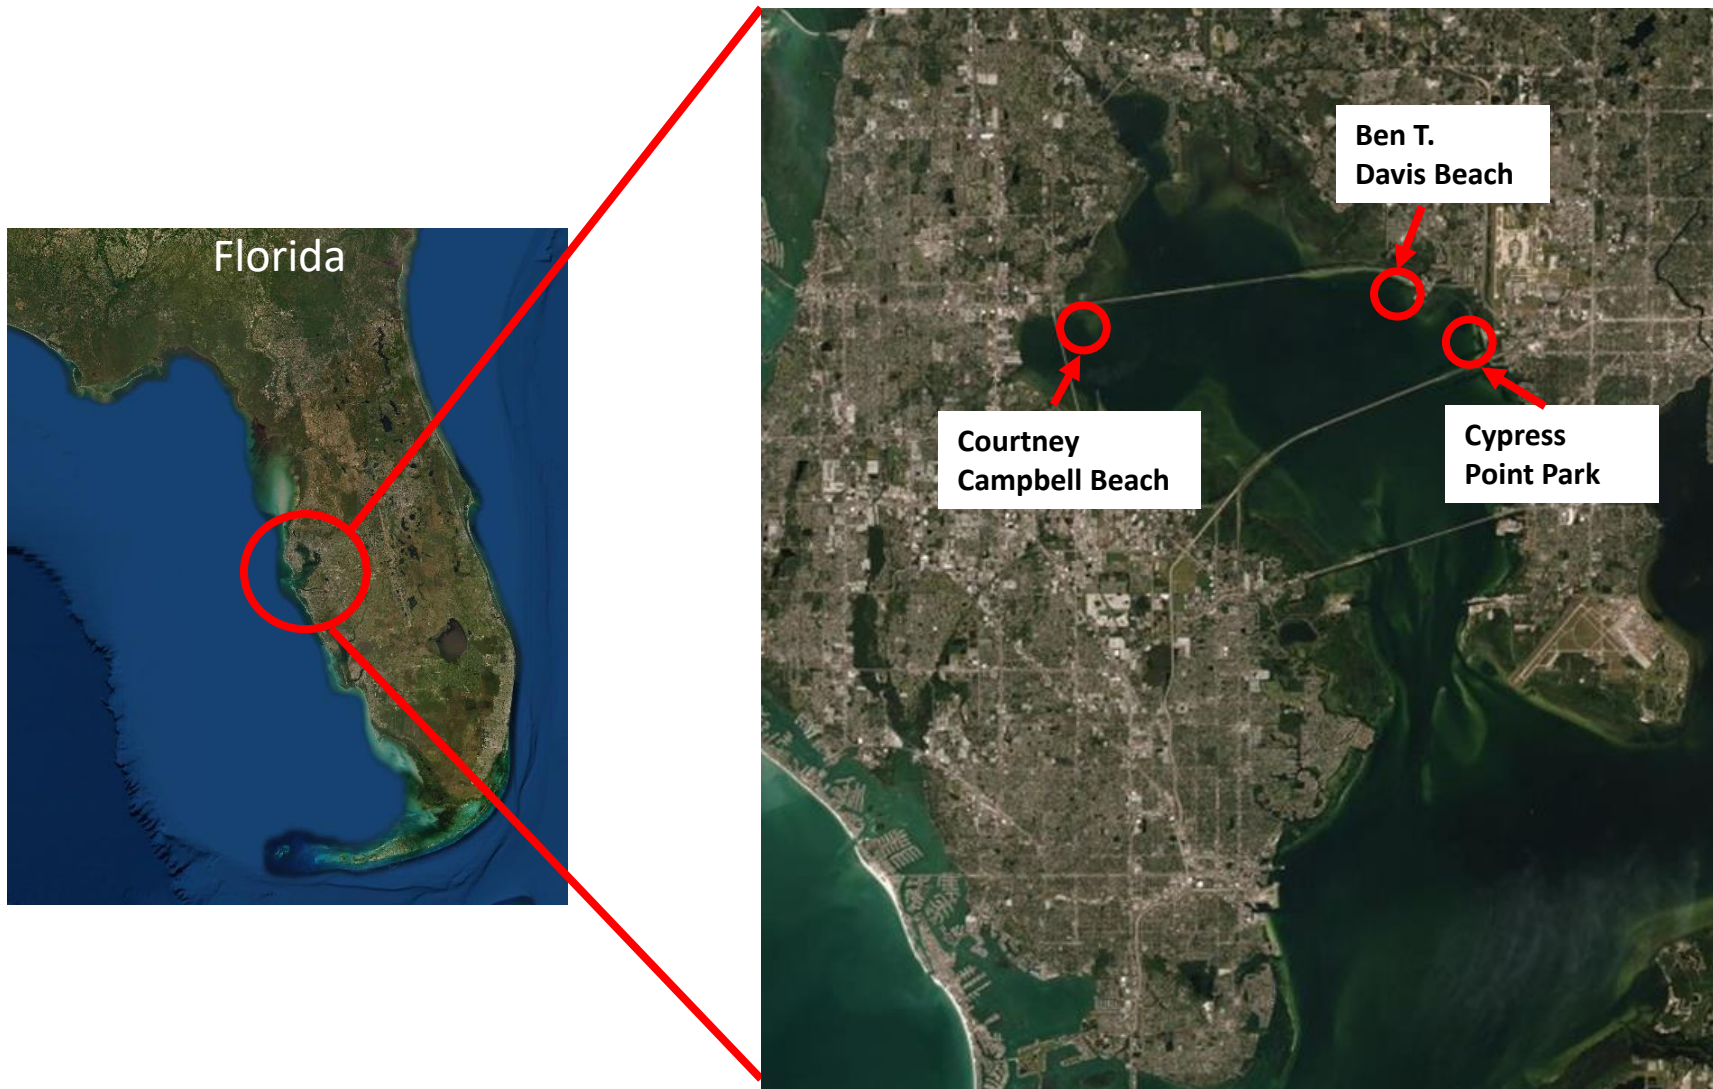 Florida
Ben T.
Davis Beach
Courtney
Campbell Beach
Cypress
Point Park